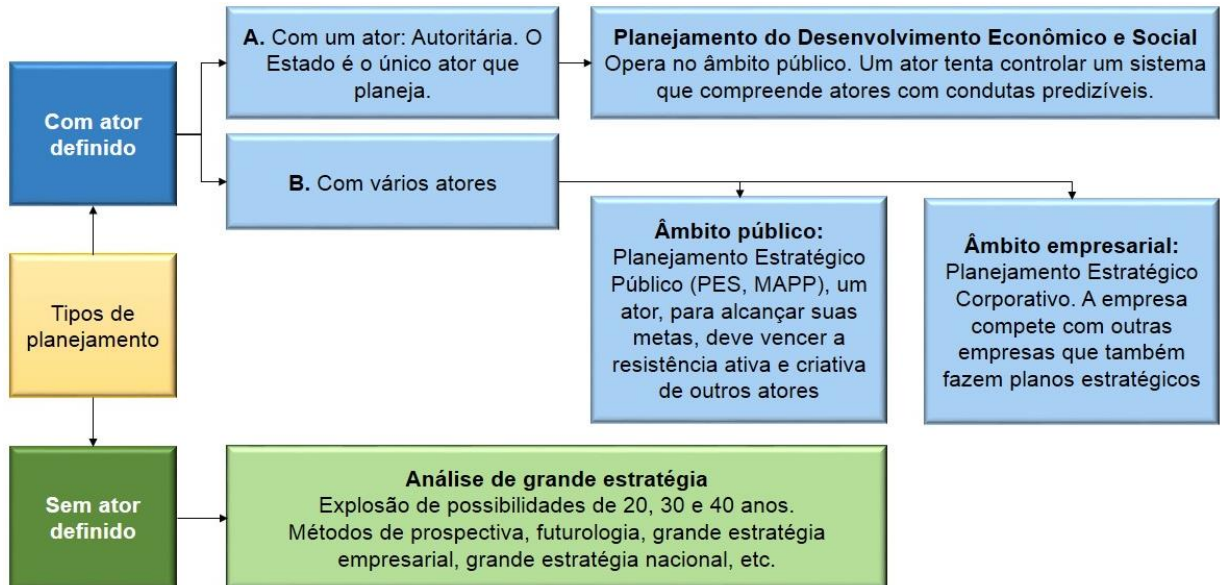 A. Com um ator: Autoritária. O
Estado é o único ator que
planeja.
Planejamento do Desenvolvimento Econômico e Social
Opera no âmbito público. Um ator tenta controlar um sistema
que compreende atores com condutas predizíveis.
Com ator
definido
B. Com vários atores
Âmbito público:
Planejamento Estratégico
Público (PES, MAPP), um
ator, para alcançar suas
metas, deve vencer a
resistência ativa e criativa
de outros atores
Âmbito empresarial:
Planejamento Estratégico
Corporativo. A empresa
compete com outras
empresas que também
fazem planos estratégicos
Tipos de
planejamento
Sem ator
definido
Análise de grande estratégia
Explosão de possibilidades de 20, 30 e 40 anos.
Métodos de prospectiva, futurologia, grande estratégia
empresarial, grande estratégia nacional, etc.